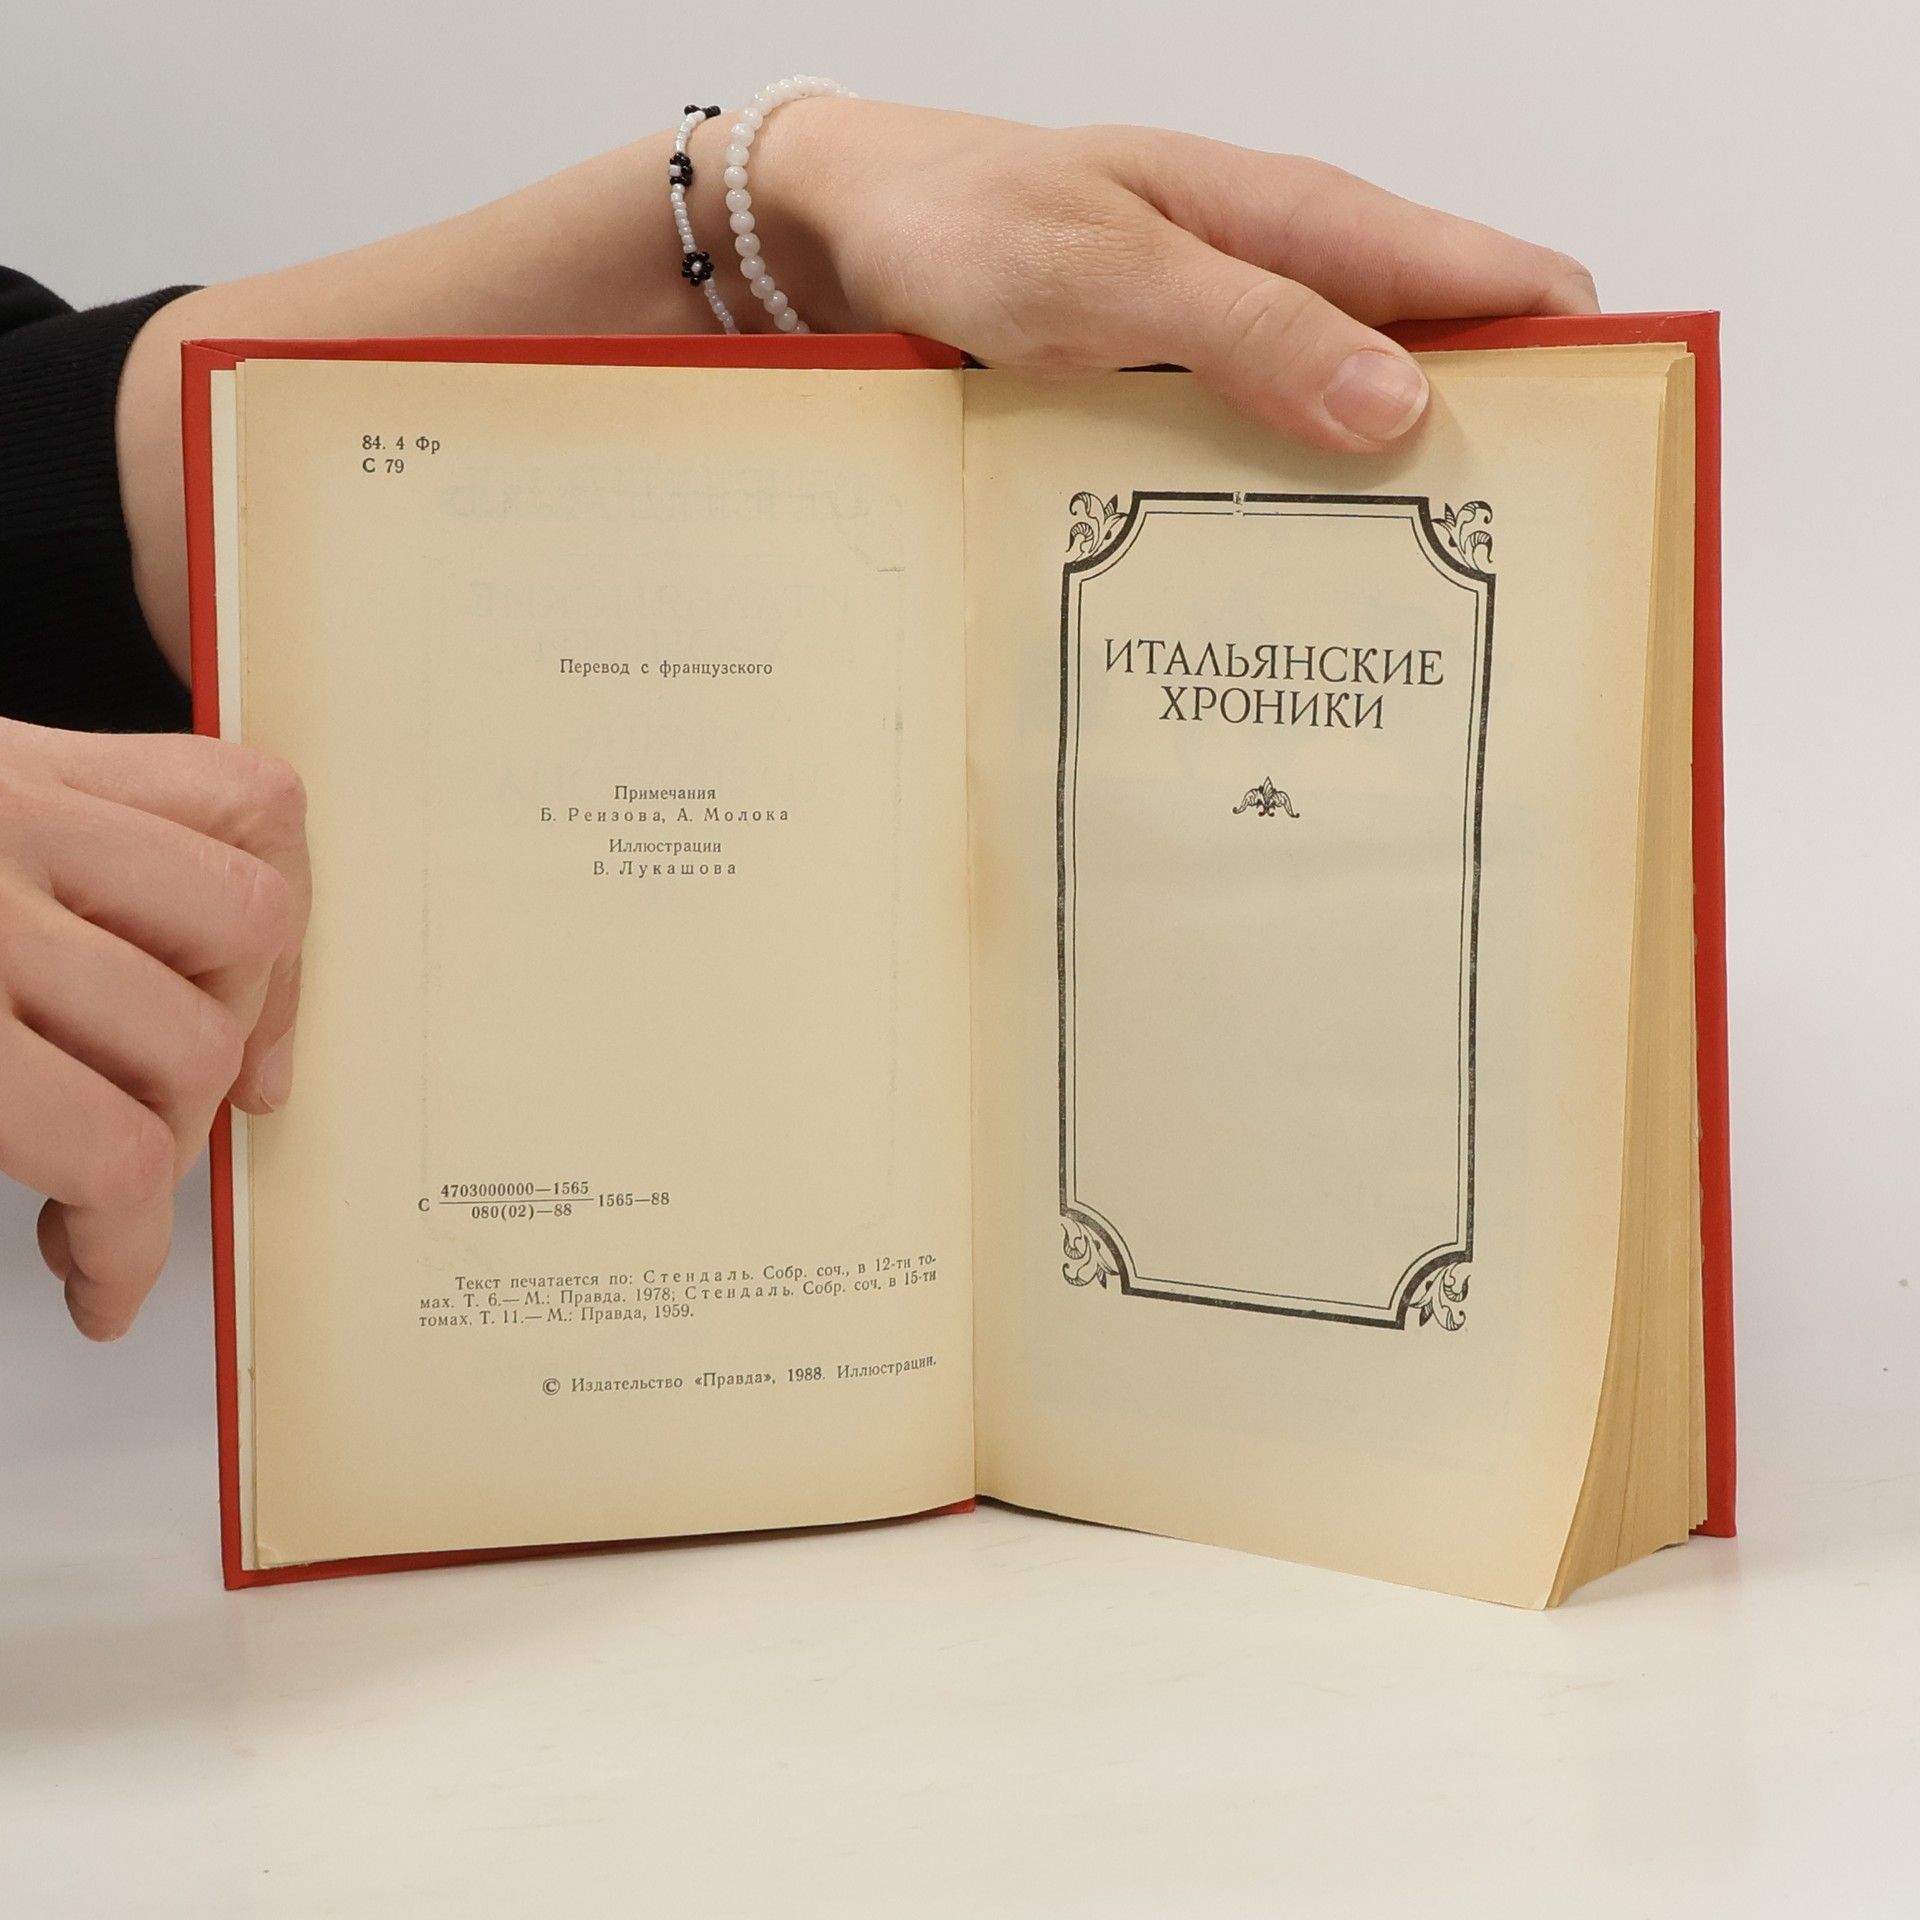 84. 4 Фр
С 79
Перевод с французского
Примечания
Б. Реизова, А. Молока
Иллюстрации
В. Лукашова
С 4703000000—1565
080(02)—88 1565—88
Текст печатается по: Стендаль. Собр. соч., в 12-ти то-
мах. Т. 6.— М.: Правда. 1978; Стендаль. Собр. соч. в 15-ти
томах. Т. 11.— М.: Правда, 1959.
© Издательство «Правда», 1988. Иллюстрации.
ИТАЛЬЯНСКИЕ
ХРОНИКИ